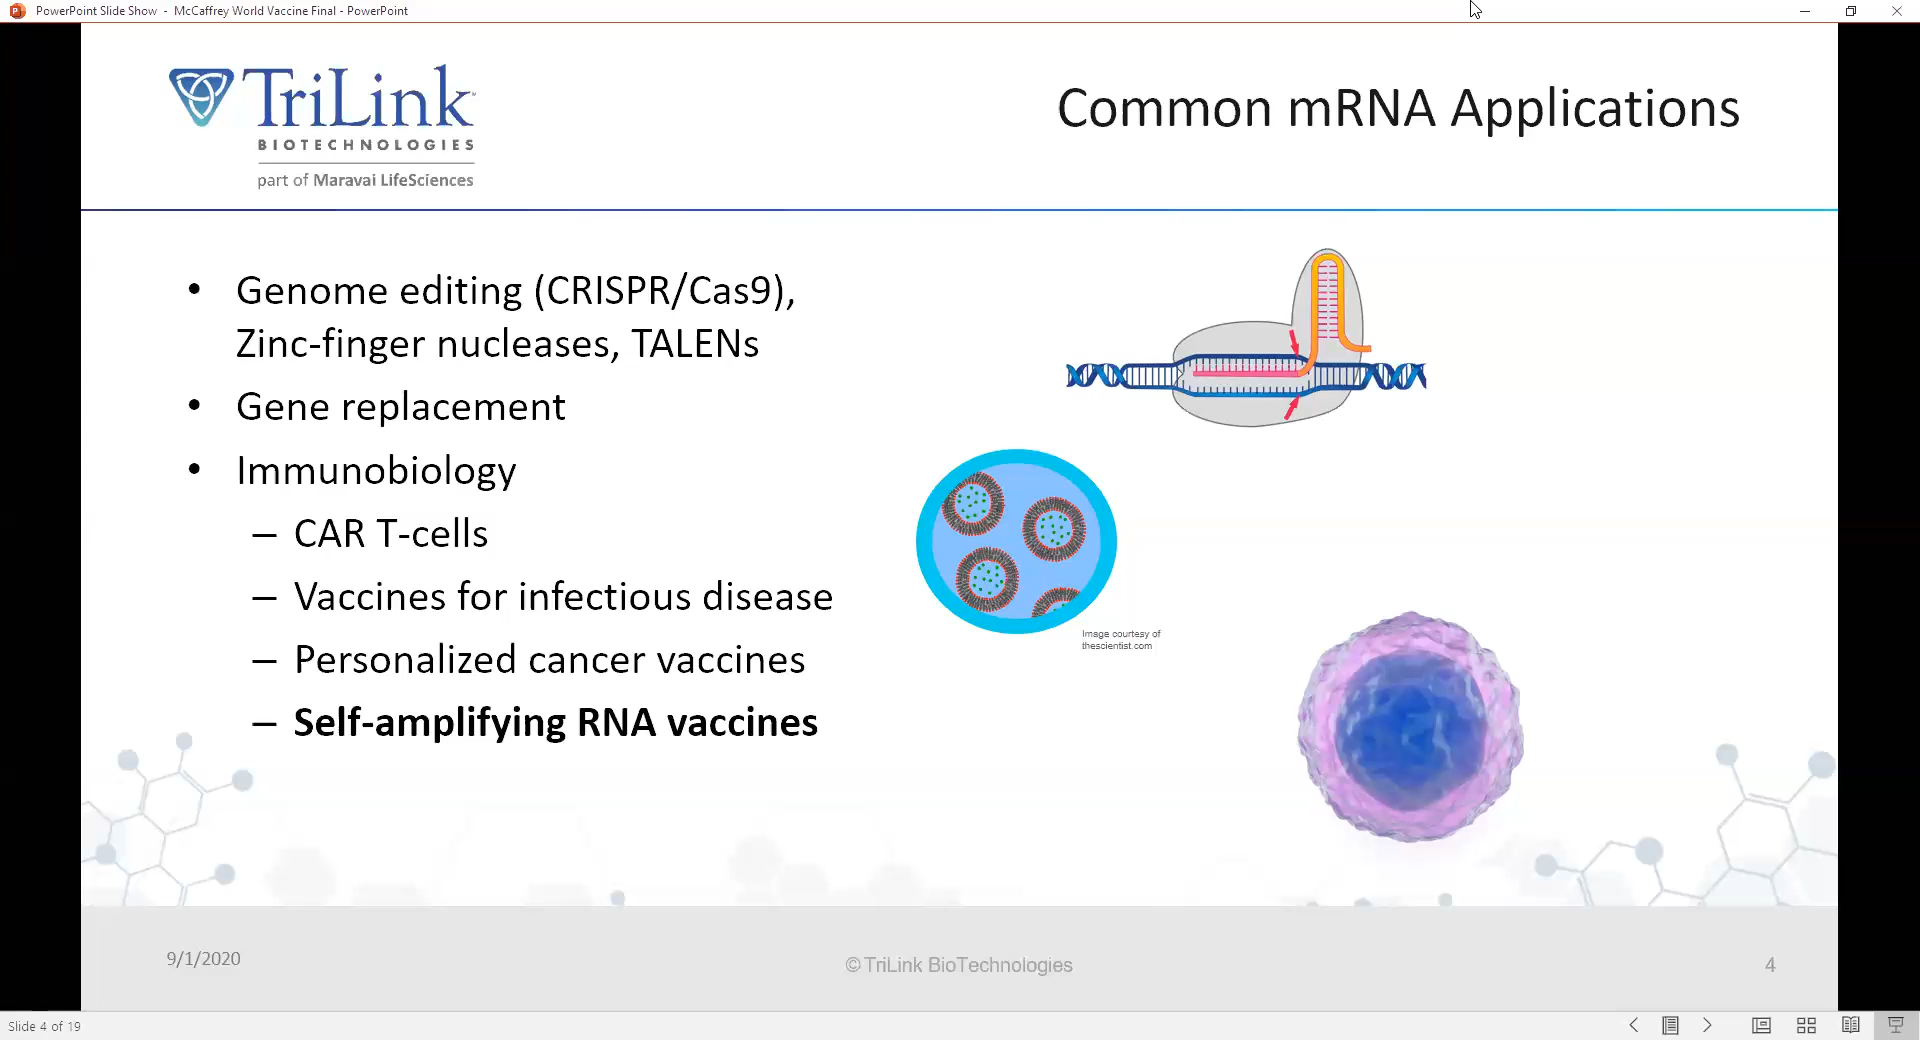 PowerPoint Slide Show - McCaffrey World Vaccine Final - PowerPoint
TriLink
BIOTECHNOLOGIES
part of Maravai LifeSciences
Common mRNA Applications
• Genome editing (CRISPR/Cas9),
Zinc-finger nucleases, TALENs
• Gene replacement
• Immunobiology
– CAR T-cells
– Vaccines for infectious disease
– Personalized cancer vaccines
– Self-amplifying RNA vaccines
Image courtesy of
thescientist.com
9/1/2020
© TriLink BioTechnologies
4
Slide 4 of 19